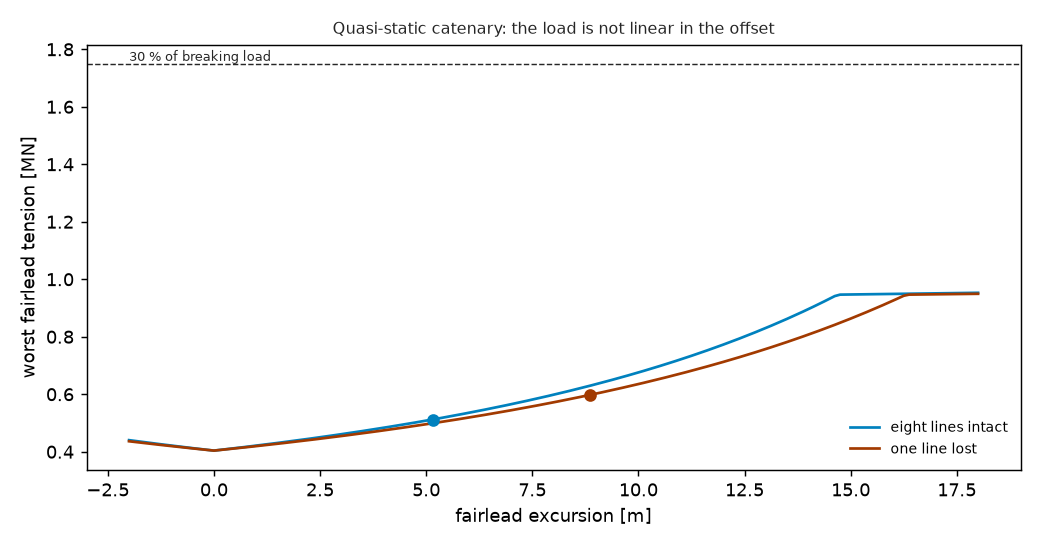 Quasi-static catenary: the load is not linear in the offset
1.8
30 % of breaking load
1.6
1.4
1.2
1.0
0.8
0.6
0.4
worst fairlead tension [MN]
eight lines intact
one line lost
−2.5 0.0 2.5 5.0 7.5 10.0 12.5 15.0 17.5
fairlead excursion [m]